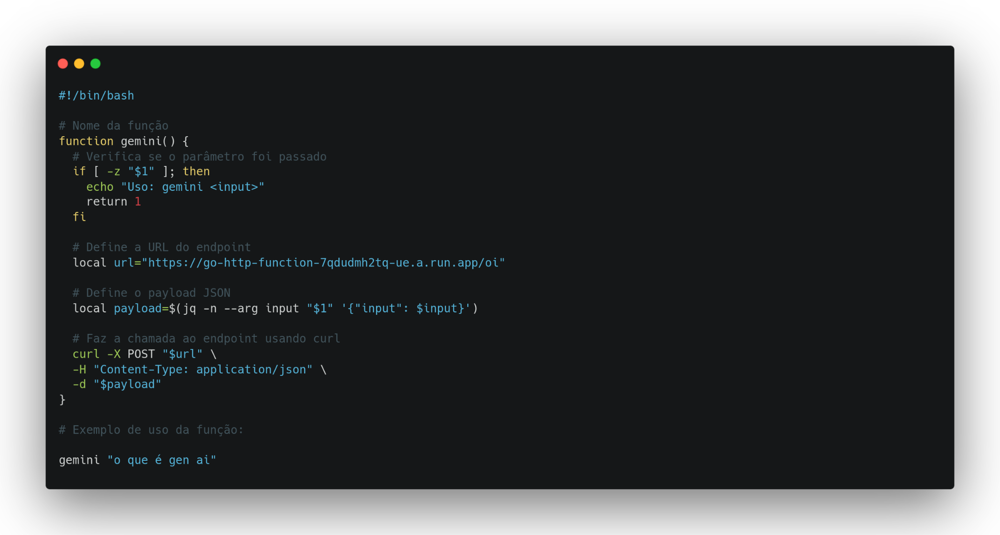 #!/bin/bash
# Nome da função
function gemini() {
# Verifica se o parâmetro foi passado
if [ -z "$1" ]; then
echo "Uso: gemini <input>"
return 1
fi
# Define a URL do endpoint
local url="https://go-http-function-7qdudmh2tq-ue.a.run.app/oi"
# Define o payload JSON
local payload=$(jq -n --arg input "$1" '{"input": $input}')
# Faz a chamada ao endpoint usando curl
curl -X POST "$url" \
-H "Content-Type: application/json" \
-d "$payload"
}
# Exemplo de uso da função:
gemini "o que é gen ai"